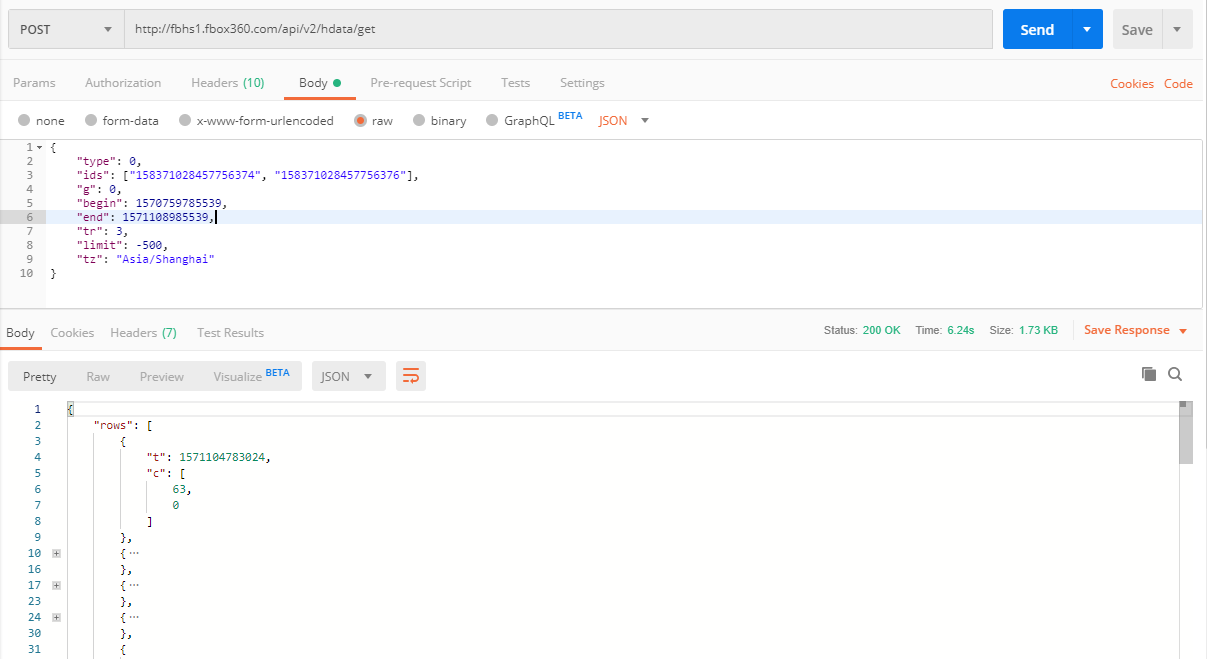 POST http://fbhs1.fbox360.com/api/v2/hdata/get Send Save
Params Authorization Headers (10) Body Pre-request Script Tests Settings Cookies Code
none form-data x-www-form-urlencoded raw binary GraphQL BETA JSON
1 {
2 "type": 0,
3 "ids": ["158371028457756374", "158371028457756376"],
4 "g": 0,
5 "begin": 1570759785539,
6 "end": 1571108985539,
7 "tr": 3,
8 "limit": -500,
9 "tz": "Asia/Shanghai"
10 }
Body Cookies Headers (7) Test Results Status: 200 OK Time: 6.24s Size: 1.73 KB Save Response
Pretty Raw Preview Visualize BETA JSON
1 {
2 "rows": [
3 {
4 "t": 1571104783024,
5 "c": [
6 63,
7 0
8 ]
9 },
10 {...
16 },
17 {...
23 },
24 {...
30 },
31 {